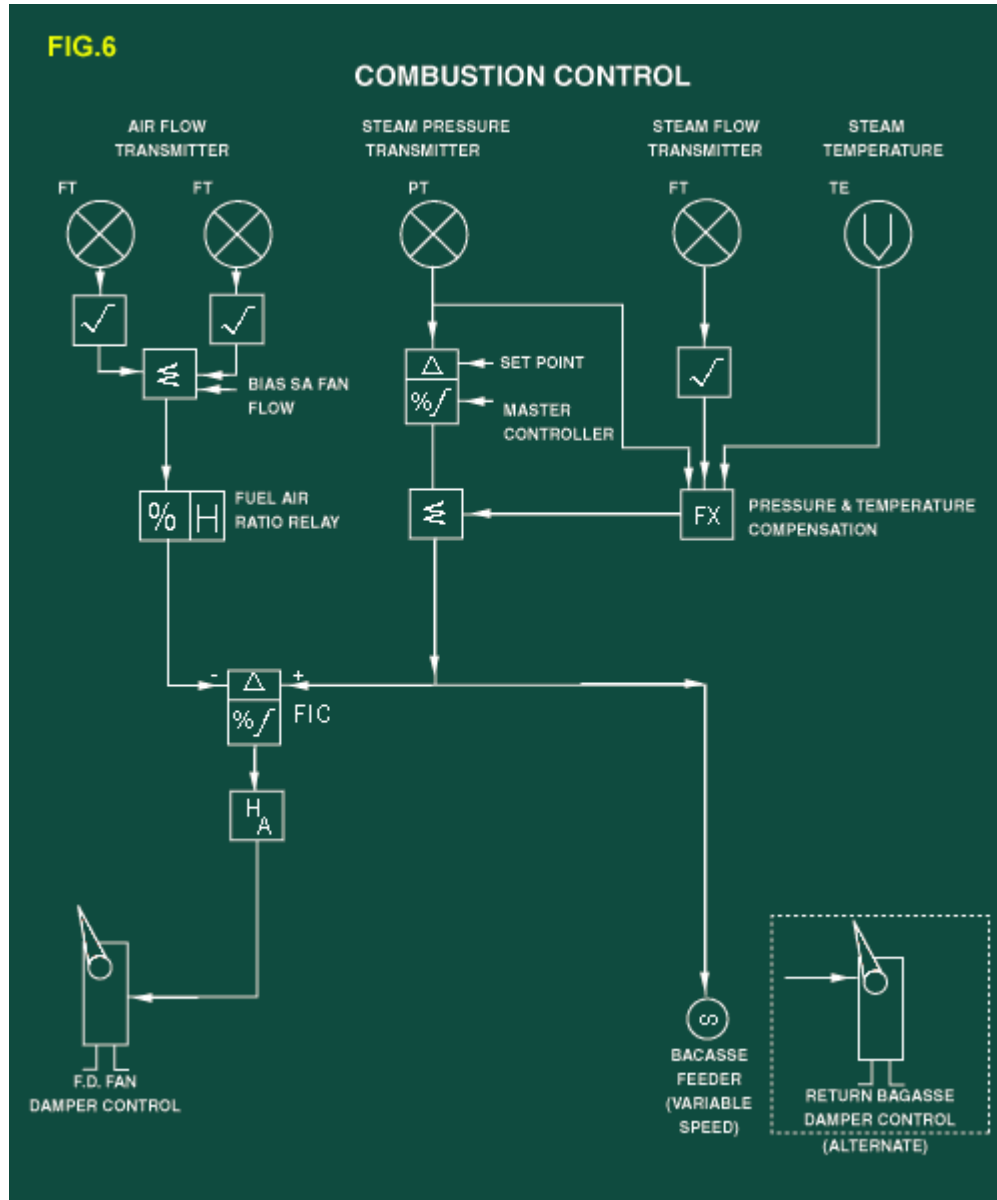 FIG.6
COMBUSTION CONTROL
AIR FLOW
TRANSMITTER
STEAM PRESSURE
TRANSMITTER
STEAM FLOW
TRANSMITTER
STEAM
TEMPERATURE
FT
FT
PT
FT
TE
√
√
BIAS SA FAN
FLOW
Δ
SET POINT
%∫
MASTER
CONTROLLER
√
% H
FUEL AIR
RATIO RELAY
FX
PRESSURE & TEMPERATURE
COMPENSATION
- Δ +
%∫ FIC
H
A
F.D. FAN
DAMPER CONTROL
S
BACASSE
FEEDER
(VARIABLE
SPEED)
RETURN BAGASSE
DAMPER CONTROL
(ALTERNATE)